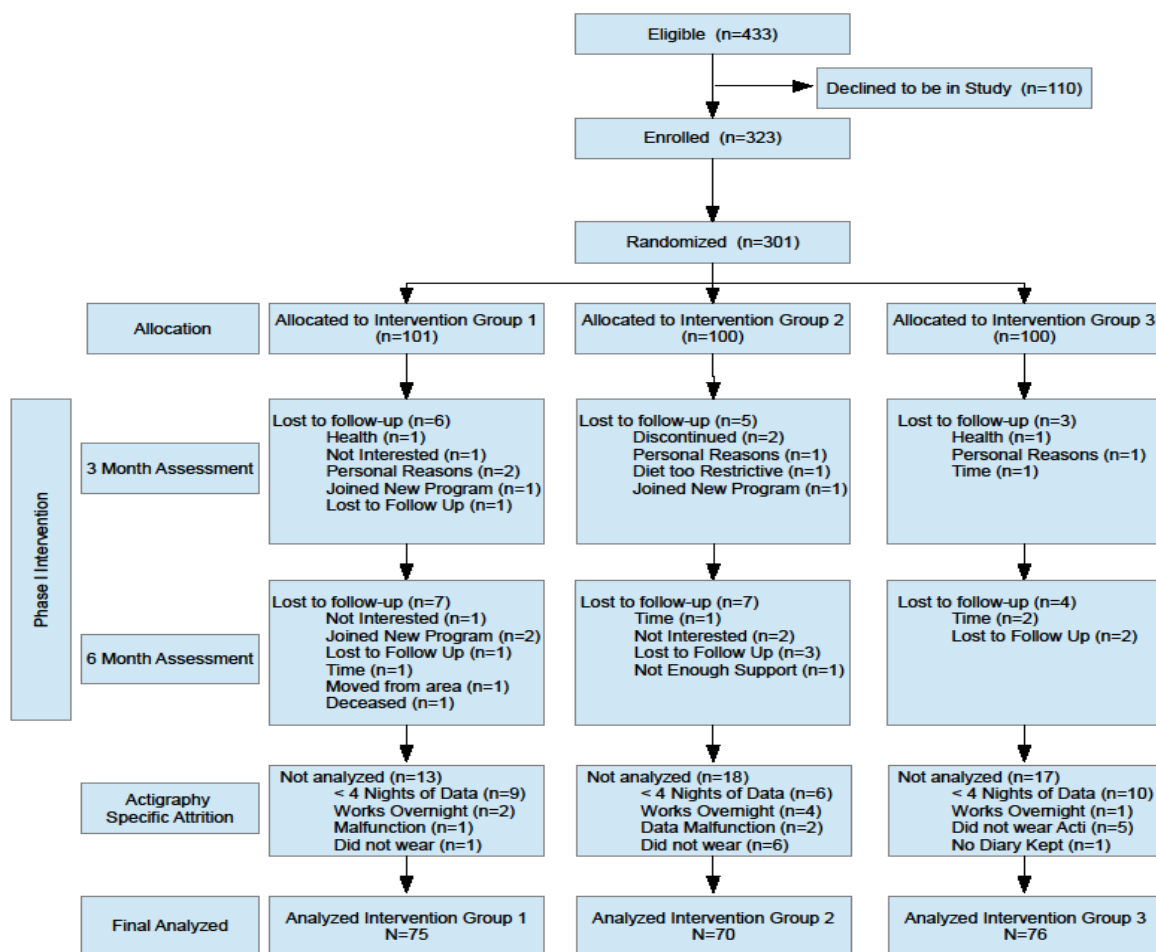 Eligible (n=433)
Declined to be in Study (n=110)
Enrolled (n=323)
Randomized (n=301)
Allocation
Allocated to Intervention Group 1
(n=101)
Allocated to Intervention Group 2
(n=100)
Allocated to Intervention Group 3
(n=100)
Phase I Intervention
3 Month Assessment
Lost to follow-up (n=6)
Health (n=1)
Not Interested (n=1)
Personal Reasons (n=2)
Joined New Program (n=1)
Lost to Follow Up (n=1)
Lost to follow-up (n=5)
Discontinued (n=2)
Personal Reasons (n=1)
Diet too Restrictive (n=1)
Joined New Program (n=1)
Lost to follow-up (n=3)
Health (n=1)
Personal Reasons (n=1)
Time (n=1)
6 Month Assessment
Lost to follow-up (n=7)
Not Interested (n=1)
Joined New Program (n=2)
Lost to Follow Up (n=1)
Time (n=1)
Moved from area (n=1)
Deceased (n=1)
Lost to follow-up (n=7)
Time (n=1)
Not Interested (n=2)
Lost to Follow Up (n=3)
Not Enough Support (n=1)
Lost to follow-up (n=4)
Time (n=2)
Lost to Follow Up (n=2)
Actigraphy
Specific Attrition
Not analyzed (n=13)
< 4 Nights of Data (n=9)
Works Overnight (n=2)
Malfunction (n=1)
Did not wear (n=1)
Not analyzed (n=18)
< 4 Nights of Data (n=6)
Works Overnight (n=4)
Data Malfunction (n=2)
Did not wear (n=6)
Not analyzed (n=17)
< 4 Nights of Data (n=10)
Works Overnight (n=1)
Did not wear Acti (n=5)
No Diary Kept (n=1)
Final Analyzed
Analyzed Intervention Group 1
N=75
Analyzed Intervention Group 2
N=70
Analyzed Intervention Group 3
N=76